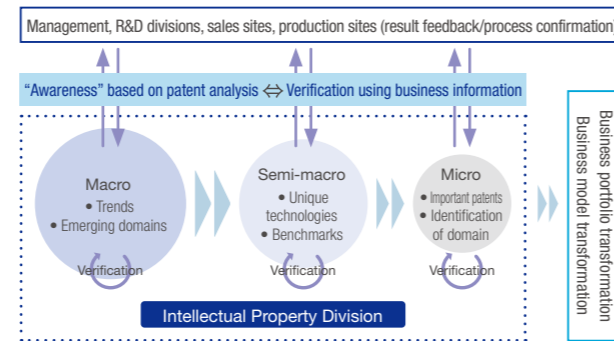 Management, R&D divisions, sales sites, production sites (result feedback/process confirmation)
“Awareness” based on patent analysis ⇔ Verification using business information
Macro
• Trends
• Emerging domains
Verification
Semi-macro
• Unique
technologies
• Benchmarks
Verification
Micro
• Important patents
• Identification
of domain
Verification
Business portfolio transformation
Business model transformation
Intellectual Property Division